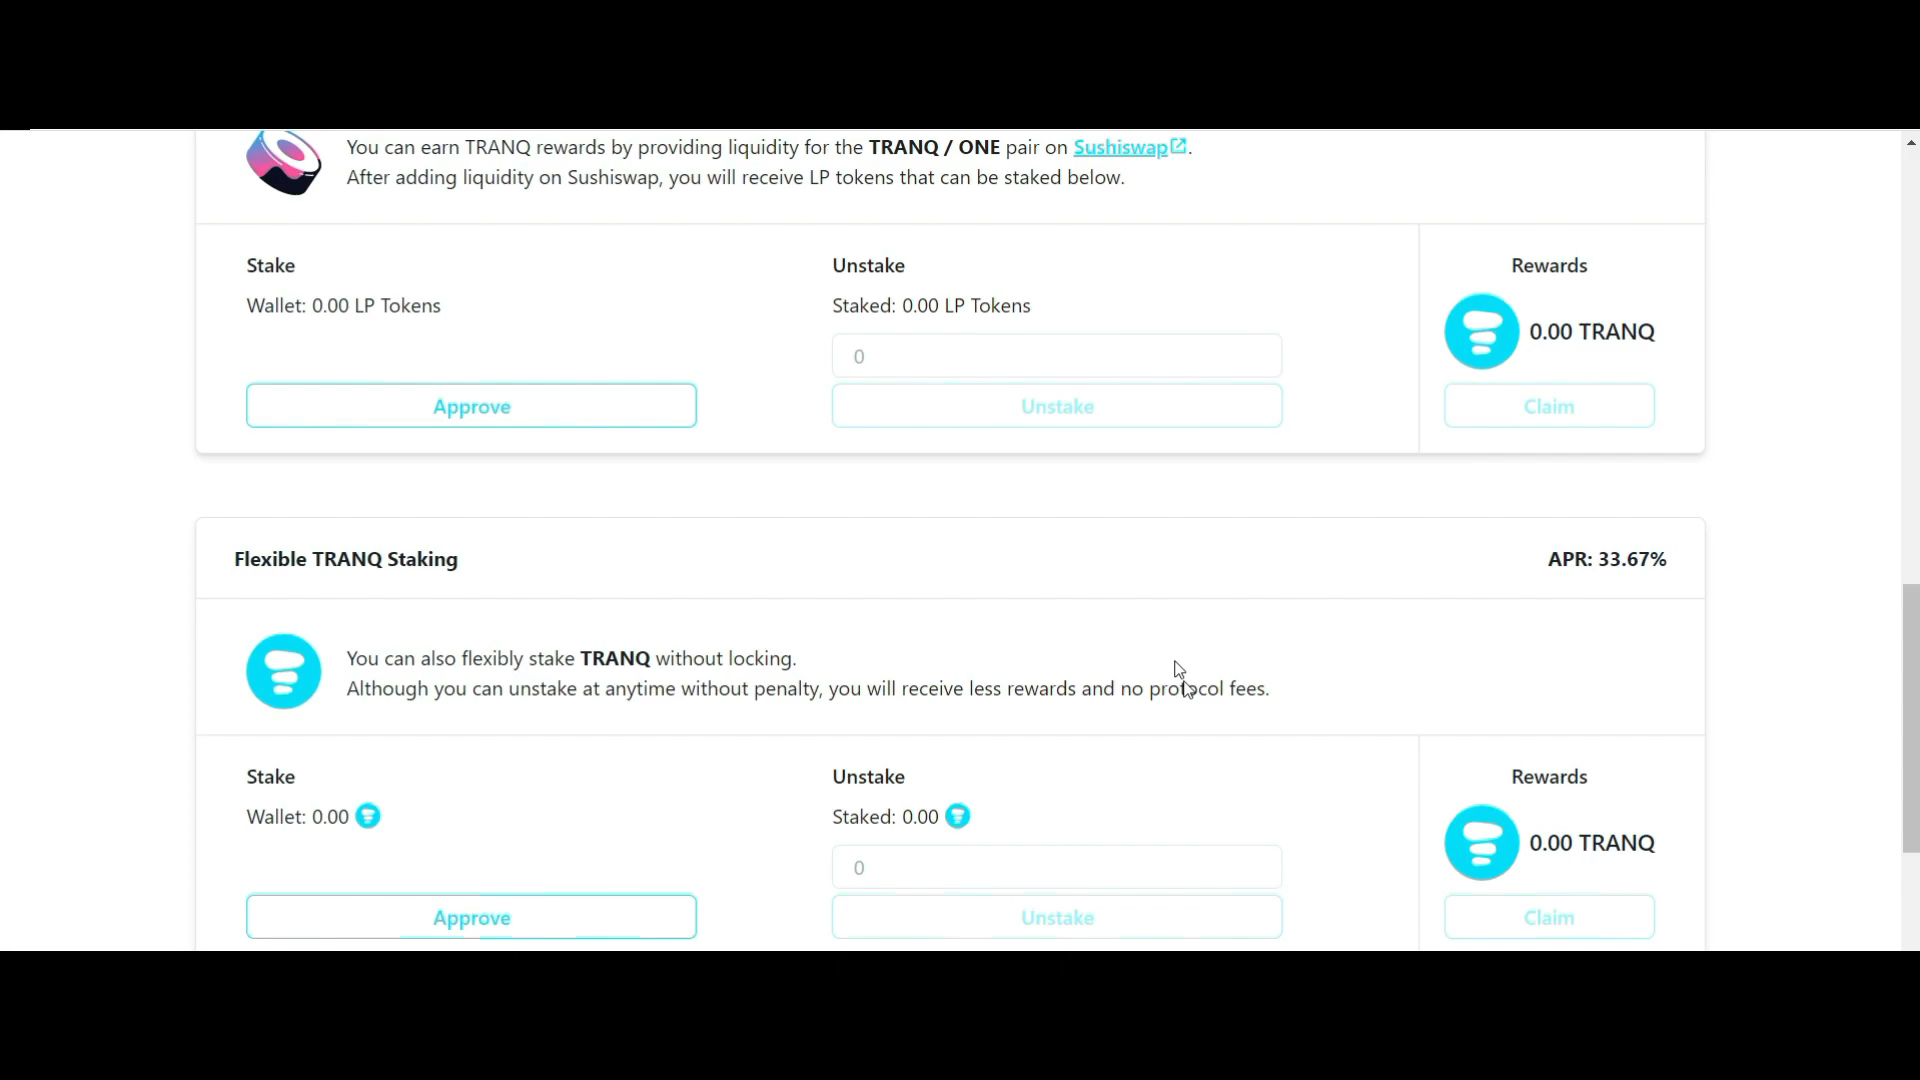 You can earn TRANQ rewards by providing liquidity for the TRANQ / ONE pair on Sushiswap.
After adding liquidity on Sushiswap, you will receive LP tokens that can be staked below.
Stake
Wallet: 0.00 LP Tokens
Approve
Unstake
Staked: 0.00 LP Tokens
0
Unstake
Rewards
0.00 TRANQ
Claim
Flexible TRANQ Staking
APR: 33.67%
You can also flexibly stake TRANQ without locking.
Although you can unstake at anytime without penalty, you will receive less rewards and no protocol fees.
Stake
Wallet: 0.00
Approve
Unstake
Staked: 0.00
0
Unstake
Rewards
0.00 TRANQ
Claim